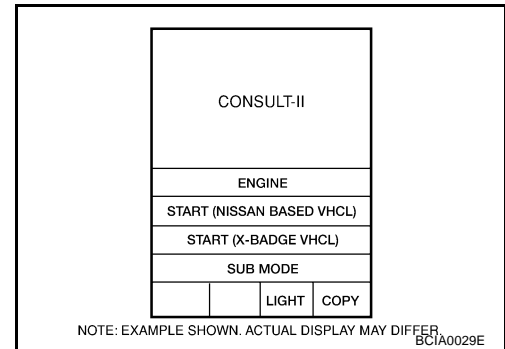 CONSULT-II
ENGINE
START (NISSAN BASED VHCL)
START (X-BADGE VHCL)
SUB MODE
LIGHT COPY
NOTE: EXAMPLE SHOWN. ACTUAL DISPLAY MAY DIFFER.
BCIA0029E